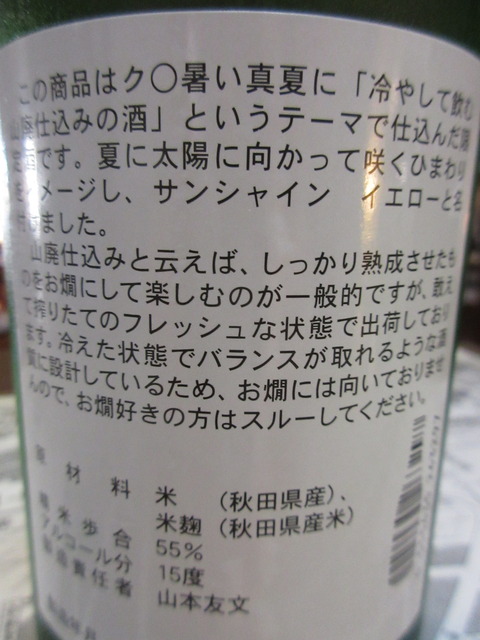 この商品はク〇暑い真夏に「冷やして飲む
山廃仕込みの酒」というテーマで仕込んだ限
定酒です。夏に太陽に向かって咲くひまわり
をイメージし、サンシャイン　イエローと名
付けました。
山廃仕込みと云えば、しっかり熟成させたも
のをお燗にして楽しむのが一般的ですが、敢え
て搾りたてのフレッシュな状態で出荷しており
ます。冷えた状態でバランスが取れるような酒
質に設計しているため、お燗には向いておりませ
んので、お燗好きの方はスルーしてください。
原材料 米 （秋田県産）、
米麹 （秋田県産米）
精米歩合 55%
アルコール分 15度
製造責任者 山本友文
製造年月